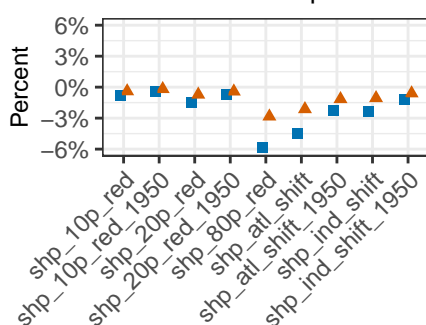 6%
3%
0%
−3%
−6%
Percent
shp_10p_red
shp_10p_red_1950
shp_20p_red
shp_20p_red_1950
shp_80p_red
shp_atl_shift
shp_atl_shift_1950
shp_ind_shift
shp_ind_shift_1950